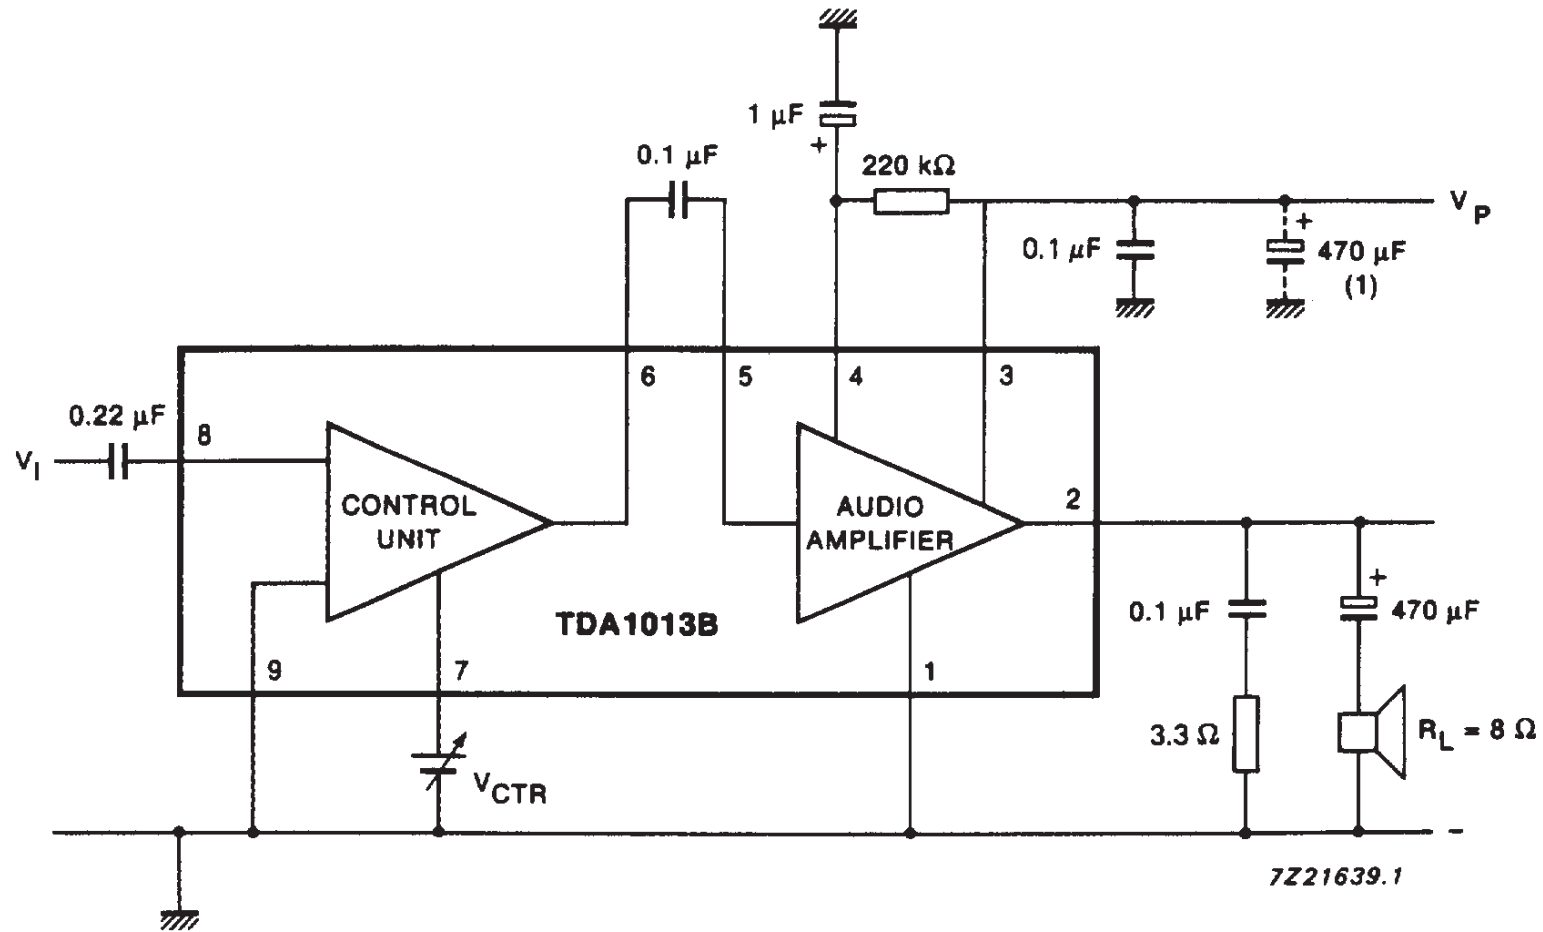 1 µF
+
0.1 µF
220 kΩ
V P
+
0.1 µF
470 µF
(1)
6
5
4
3
0.22 µF
8
V I
CONTROL
UNIT
AUDIO
AMPLIFIER
2
+
0.1 µF
470 µF
TDA1013B
9
7
1
3.3 Ω
R L = 8 Ω
V CTR
–
7Z21639.1